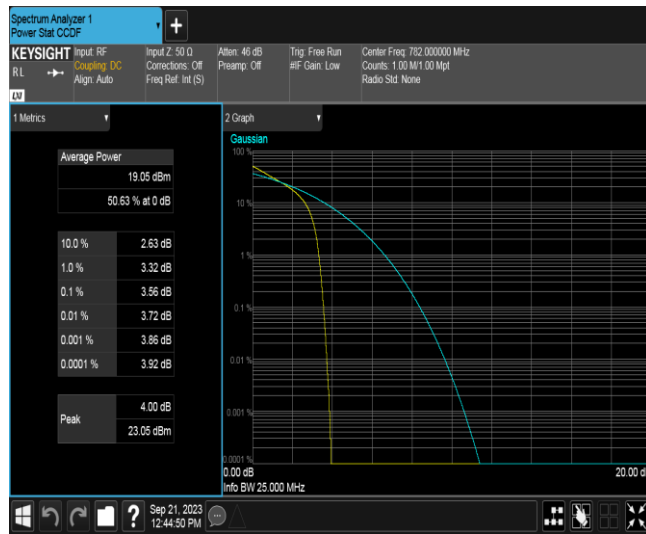 Spectrum Analyzer 1
Power Stat CCDF
+
KEYSIGHT
RL
LXI
Input: RF
Coupling: DC
Align: Auto
Input Z: 50 Ω
Corrections: Off
Freq Ref: Int (S)
Atten: 46 dB
Preamp: Off
Trig: Free Run
#IF Gain: Low
Center Freq: 782.000000 MHz
Counts: 1.00 M/1.00 Mpt
Radio Std: None
1 Metrics
Average Power
19.05 dBm
50.63 % at 0 dB
10.0 % 2.63 dB
1.0 % 3.32 dB
0.1 % 3.56 dB
0.01 % 3.72 dB
0.001 % 3.86 dB
0.0001 % 3.92 dB
Peak
4.00 dB
23.05 dBm
2 Graph
Gaussian
100 %
10 %
1 %
0.1 %
0.01 %
0.001 %
0.0001 %
0.00 dB
20.00 d
Info BW 25.000 MHz
?
Sep 21, 2023
12:44:50 PM